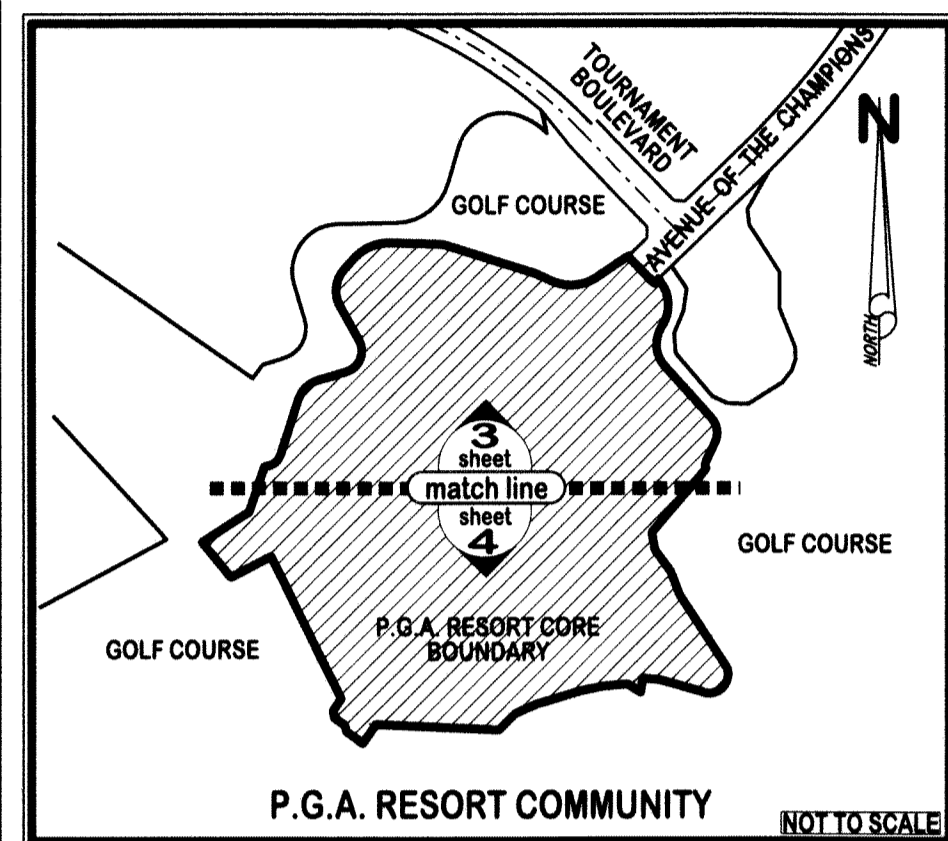 TOURNAMENT
BOULEVARD
AVENUE OF THE CHAMPIONS
N
NORTH
GOLF COURSE
3
sheet
match line
sheet
4
GOLF COURSE
GOLF COURSE
P.G.A. RESORT CORE
BOUNDARY
P.G.A. RESORT COMMUNITY
NOT TO SCALE